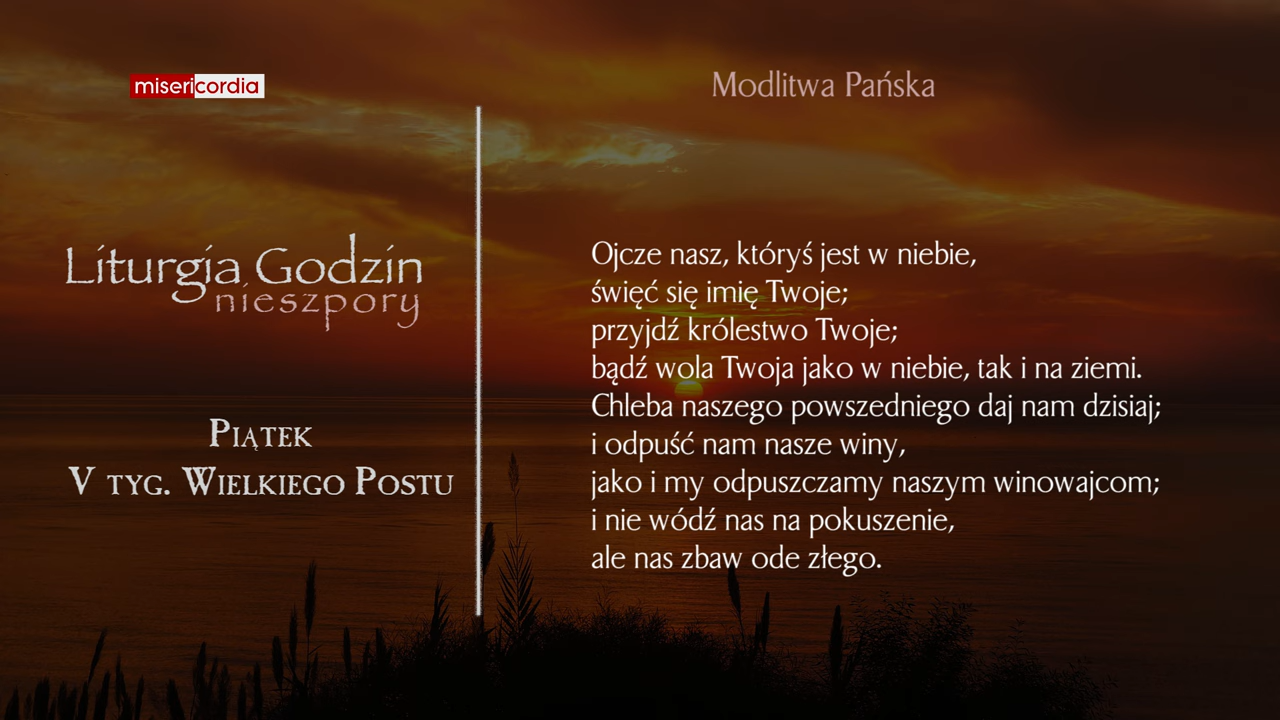 misericordia
Liturgia Godzin
nieszpory
Piątek
V tyg. Wielkiego Postu
Modlitwa Pańska
Ojcze nasz, któryś jest w niebie,
święć się imię Twoje;
przyjdź królestwo Twoje;
bądź wola Twoja jako w niebie, tak i na ziemi.
Chleba naszego powszedniego daj nam dzisiaj;
i odpuść nam nasze winy,
jako i my odpuszczamy naszym winowajcom;
i nie wódź nas na pokuszenie,
ale nas zbaw ode złego.